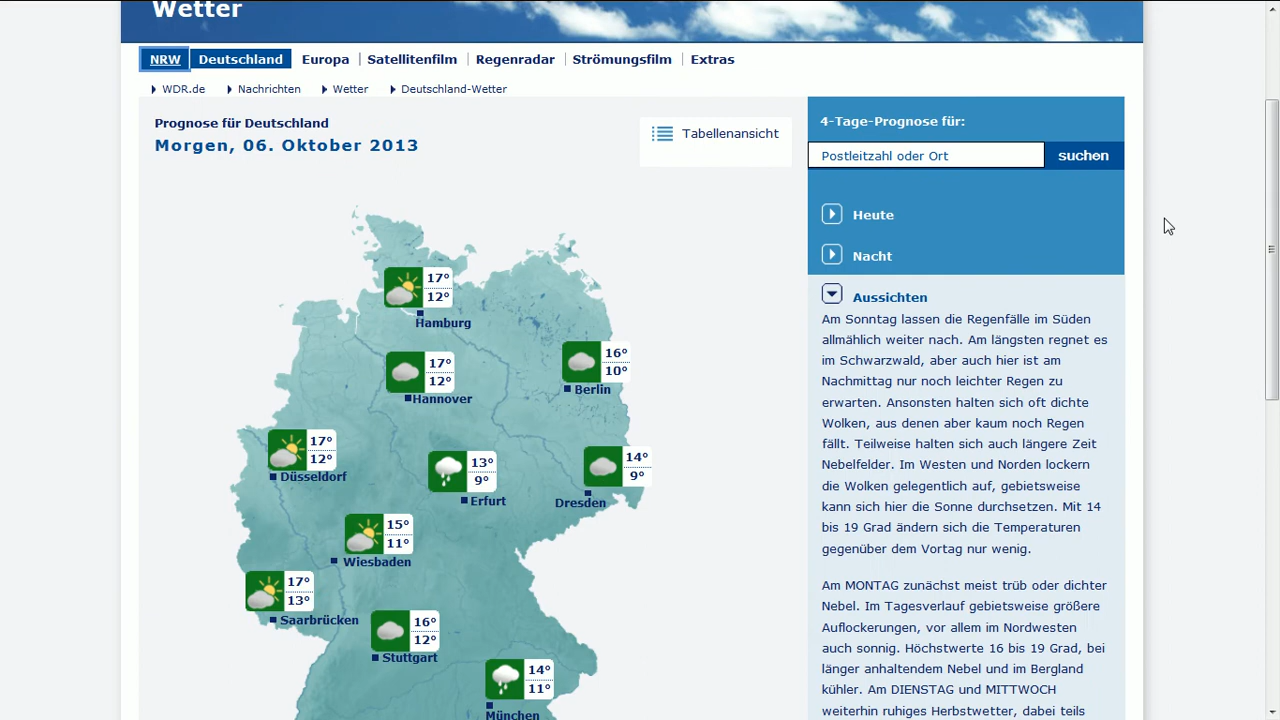 Wetter
NRW Deutschland Europa Satellitenfilm Regenradar Strömungsfilm Extras
WDR.de Nachrichten Wetter Deutschland-Wetter
Prognose für Deutschland
Morgen, 06. Oktober 2013
Tabellenansicht
17°
12°
Hamburg
17°
12°
Hannover
16°
10°
Berlin
17°
12°
Düsseldorf
13°
9°
Erfurt
14°
9°
Dresden
15°
11°
Wiesbaden
17°
13°
Saarbrücken
16°
12°
Stuttgart
14°
11°
München
4-Tage-Prognose für:
Postleitzahl oder Ort suchen
Heute
Nacht
Aussichten
Am Sonntag lassen die Regenfälle im Süden
allmählich weiter nach. Am längsten regnet es
im Schwarzwald, aber auch hier ist am
Nachmittag nur noch leichter Regen zu
erwarten. Ansonsten halten sich oft dichte
Wolken, aus denen aber kaum noch Regen
fällt. Teilweise halten sich auch längere Zeit
Nebelfelder. Im Westen und Norden lockern
die Wolken gelegentlich auf, gebietsweise
kann sich hier die Sonne durchsetzen. Mit 14
bis 19 Grad ändern sich die Temperaturen
gegenüber dem Vortag nur wenig.
Am MONTAG zunächst meist trüb oder dichter
Nebel. Im Tagesverlauf gebietsweise größere
Auflockerungen, vor allem im Nordwesten
auch sonnig. Höchstwerte 16 bis 19 Grad, bei
länger anhaltendem Nebel und im Bergland
kühler. Am DIENSTAG und MITTWOCH
weiterhin ruhiges Herbstwetter, dabei teils